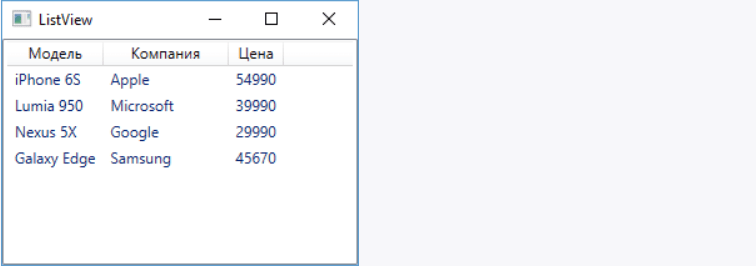 ListView
Модель Компания Цена
iPhone 6S Apple 54990
Lumia 950 Microsoft 39990
Nexus 5X Google 29990
Galaxy Edge Samsung 45670